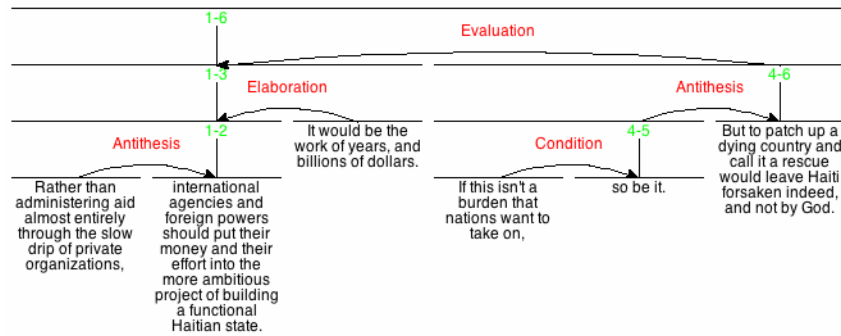 1-6
Evaluation
1-3
4-6
Elaboration
Antithesis
1-2
It would be the
work of years, and
billions of dollars.
4-5
But to patch up a
dying country and
call it a rescue
would leave Haiti
forsaken indeed,
and not by God.
Antithesis
Condition
Rather than
administering aid
almost entirely
through the slow
drip of private
organizations,
international
agencies and
foreign powers
should put their
money and their
effort into the
more ambitious
project of building
a functional
Haitian state.
If this isn't a
burden that
nations want to
take on,
so be it.